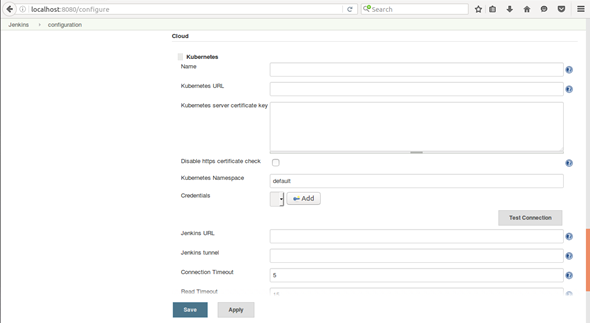 localhost:8080/configure
Search
Jenkins
configuration
Cloud
Kubernetes
Name
Kubernetes URL
Kubernetes server certificate key
Disable https certificate check
Kubernetes Namespace
default
Credentials
Add
Test Connection
Jenkins URL
Jenkins tunnel
Connection Timeout
5
Read Timeout
Save
Apply